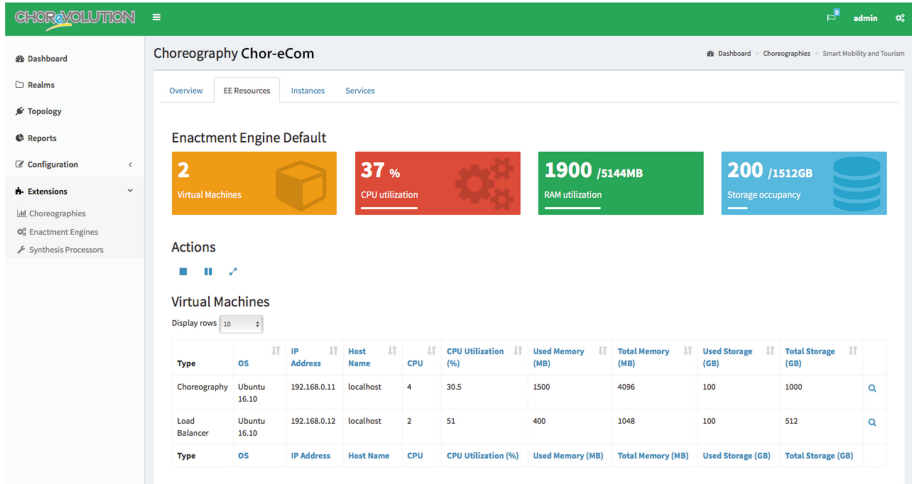 CHOReVOLUTION
0
admin
Dashboard
Realms
Topology
Reports
Configuration
Extensions
Choreographies
Enactment Engines
Synthesis Processors
Choreography Chor-eCom
Dashboard > Choreographies > Smart Mobility and Tourism
Overview EE Resources Instances Services
Enactment Engine Default
2
Virtual Machines
37 %
CPU utilization
1900 /5144MB
RAM utilization
200 /1512GB
Storage occupancy
Actions
Virtual Machines
Display rows 10
Type OS IP Address Host Name CPU CPU Utilization (%) Used Memory (MB) Total Memory (MB) Used Storage (GB) Total Storage (GB)
Choreography Ubuntu 16.10 192.168.0.11 localhost 4 30.5 1500 4096 100 1000
Load Balancer Ubuntu 16.10 192.168.0.12 localhost 2 51 400 1048 100 512
Type OS IP Address Host Name CPU CPU Utilization (%) Used Memory (MB) Total Memory (MB) Used Storage (GB) Total Storage (GB)